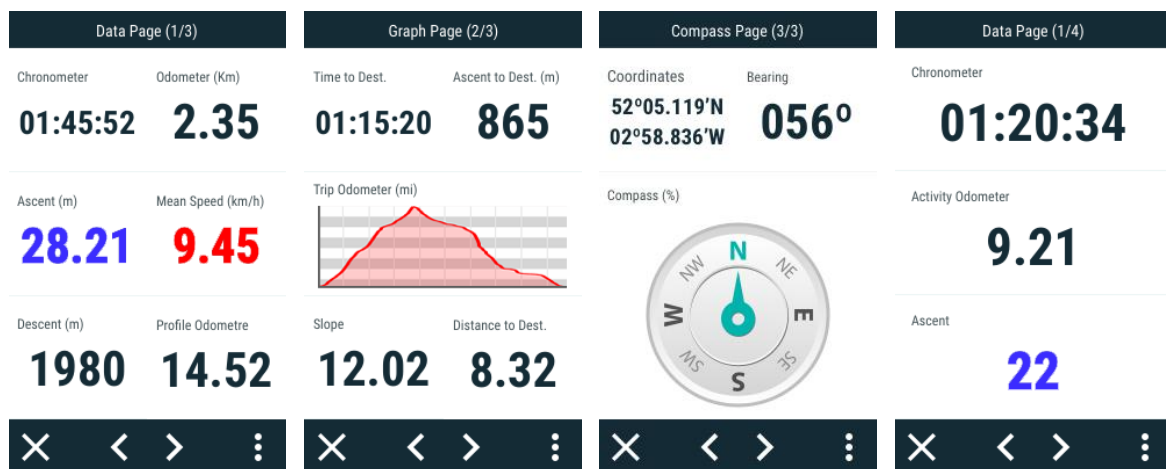 Data Page (1/3)
Chronometer Odometer (Km)
01:45:52 2.35
Ascent (m) Mean Speed (km/h)
28.21 9.45
Descent (m) Profile Odometre
1980 14.52
Graph Page (2/3)
Time to Dest. Ascent to Dest. (m)
01:15:20 865
Trip Odometer (mi)
Slope Distance to Dest.
12.02 8.32
Compass Page (3/3)
Coordinates Bearing
52º05.119’N 056º
02º58.836’W
Compass (%)
N
NW NE
W E
SW SE
S
Data Page (1/4)
Chronometer
01:20:34
Activity Odometer
9.21
Ascent
22